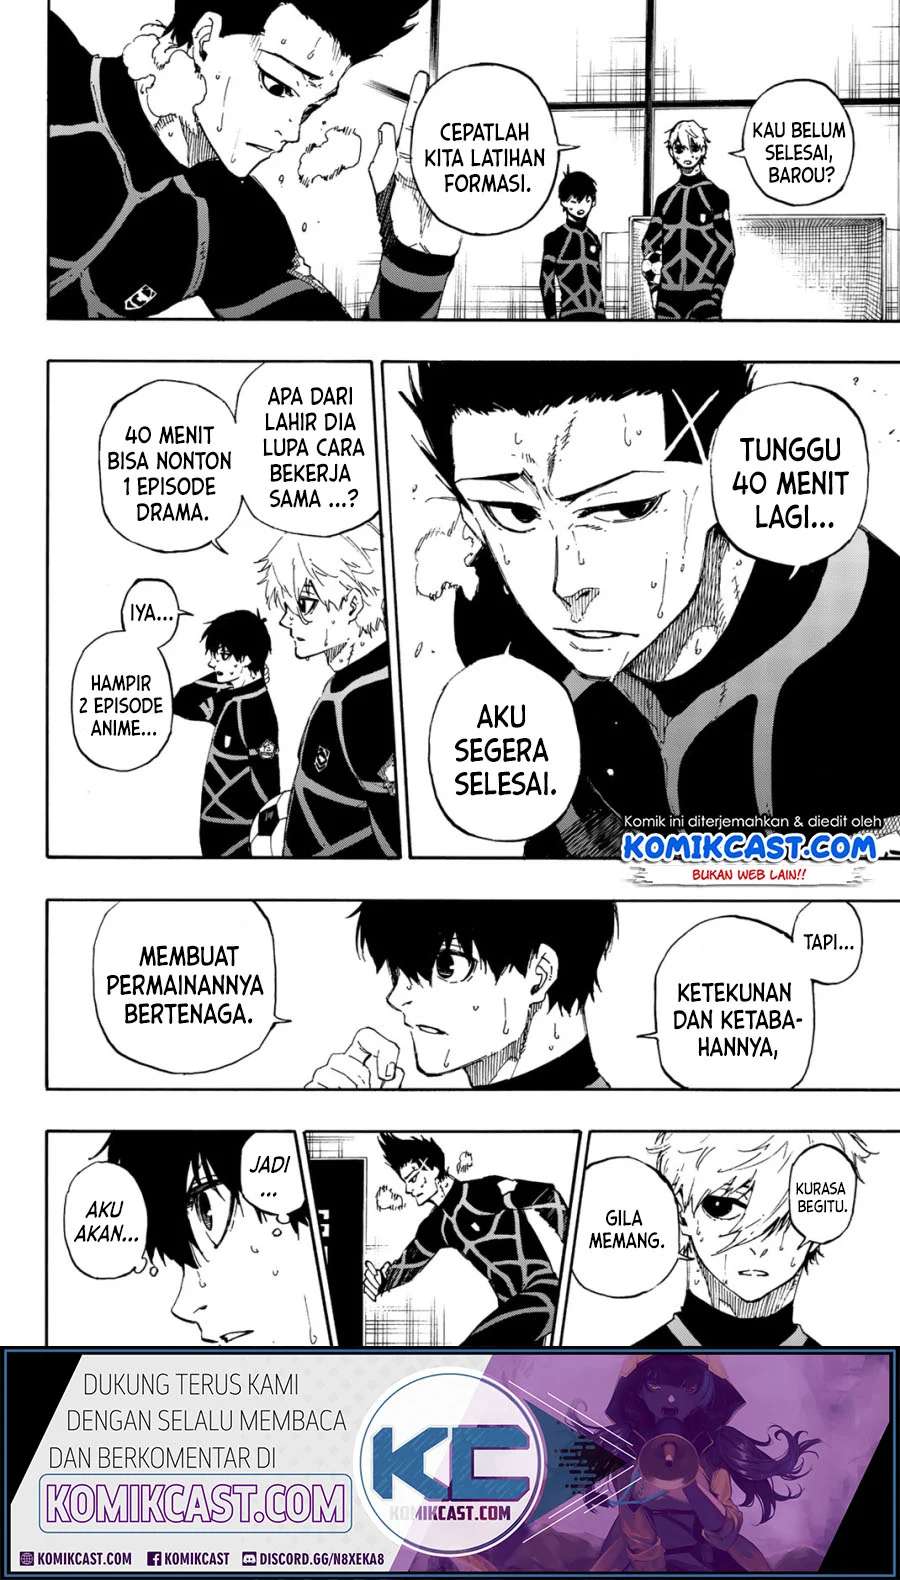 KAU BELUM
SELESAI,
BAROU?
CEPATLAH
KITA LATIHAN
FORMASI.
TUNGGU
40 MENIT
LAGI...
AKU
SEGERA
SELESAI.
APA DARI
LAHIR DIA
LUPA CARA
BEKERJA
SAMA ...?
40 MENIT
BISA NONTON
1 EPISODE
DRAMA.
IYA...
HAMPIR
2 EPISODE
ANIME...
Komik ini diterjemahkan & diedit oleh
KOMIKCAST.COM
BUKAN WEB LAIN!!
TAPI...
KETEKUNAN
DAN KETABA-
HANNYA,
MEMBUAT
PERMAINANNYA
BERTENAGA.
KURASA
BEGITU.
GILA
MEMANG.
JADI
...
AKU
AKAN...
DUKUNG TERUS KAMI
DENGAN SELALU MEMBACA
DAN BERKOMENTAR DI
KOMIKCAST.COM
KC
KOMKCAST.COM
KOMIKCAST.COM KOMIKCAST DISCORD.GG/N8XEKA8